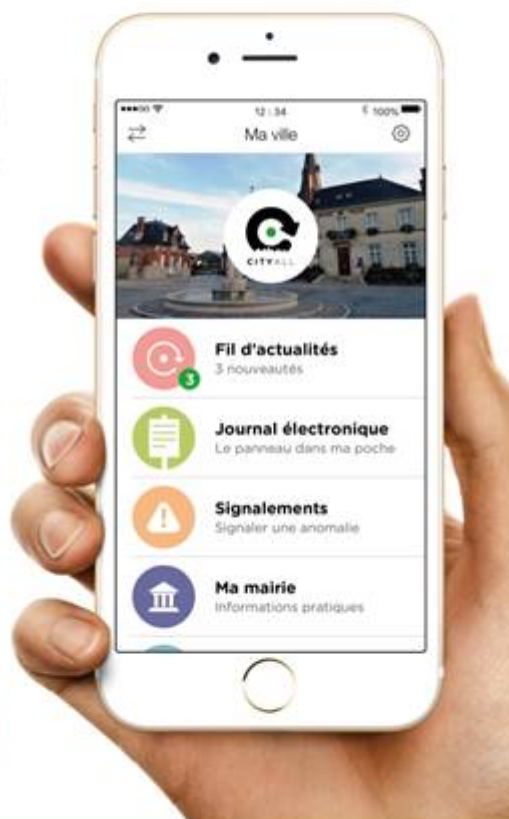 12:34
100%
Ma ville
CITYALL
Fil d'actualités
3 nouveautés
3
Journal électronique
Le panneau dans ma poche
Signalements
Signaler une anomalie
Ma mairie
Informations pratiques